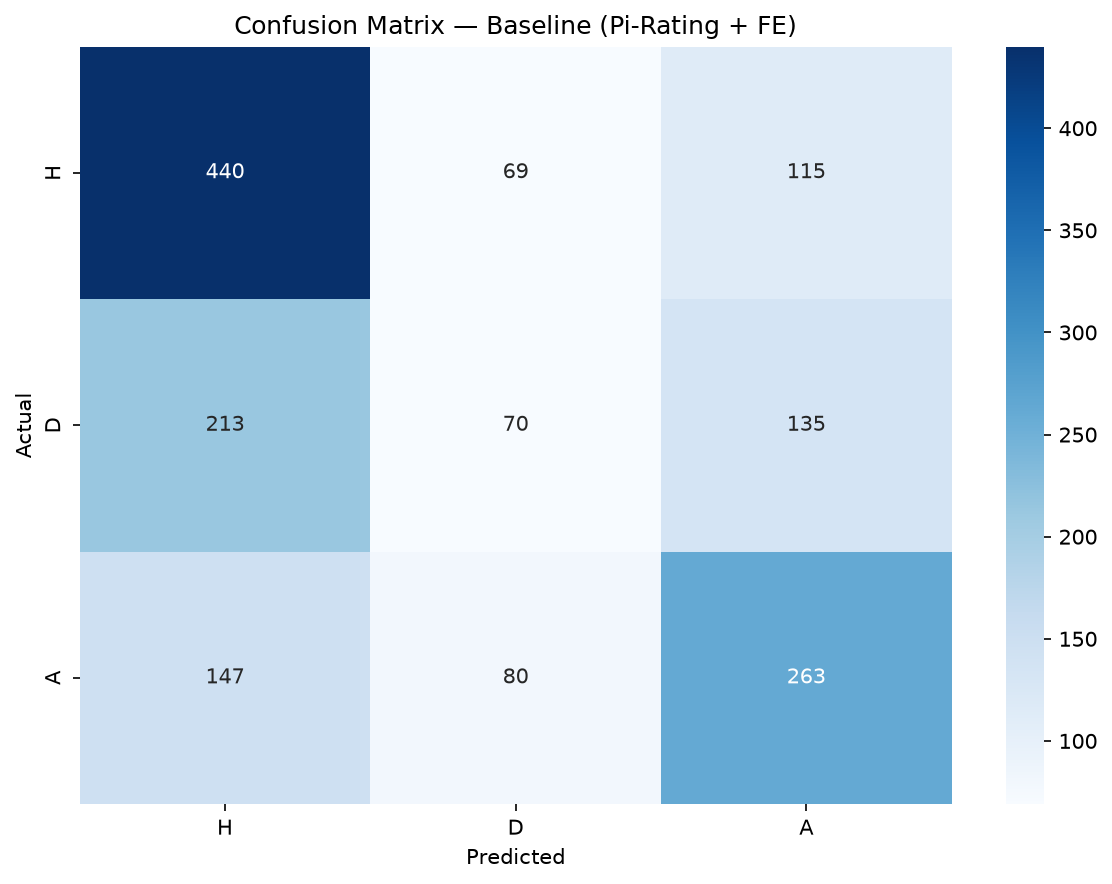 Confusion Matrix — Baseline (Pi-Rating + FE)
H 440 69 115
D 213 70 135
A 147 80 263
H D A
Predicted
Actual
400
350
300
250
200
150
100